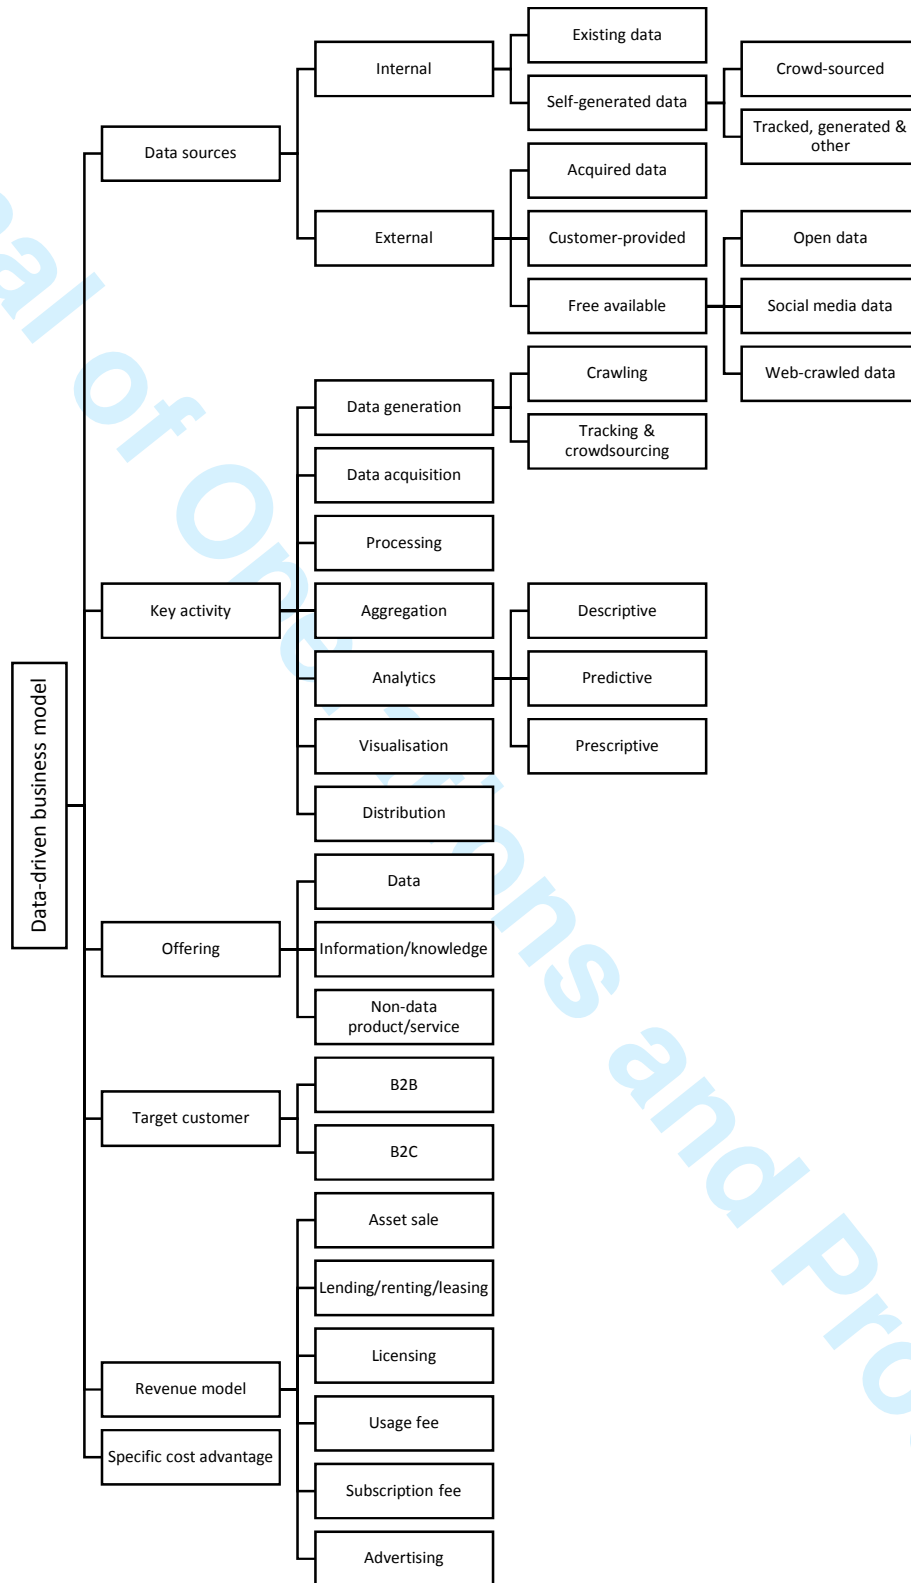 Existing data
Internal
Crowd-sourced
Self-generated data
Tracked, generated &
other
Data sources
Acquired data
External
Customer-provided
Open data
Free available
Social media data
Crawling
Web-crawled data
Data generation
Tracking &
crowdsourcing
Data acquisition
Processing
Key activity
Aggregation
Descriptive
Analytics
Predictive
Visualisation
Prescriptive
Data-driven business model
Distribution
Data
Offering
Information/knowledge
Non-data
product/service
B2B
Target customer
B2C
Asset sale
Lending/renting/leasing
Licensing
Revenue model
Usage fee
Specific cost advantage
Subscription fee
Advertising